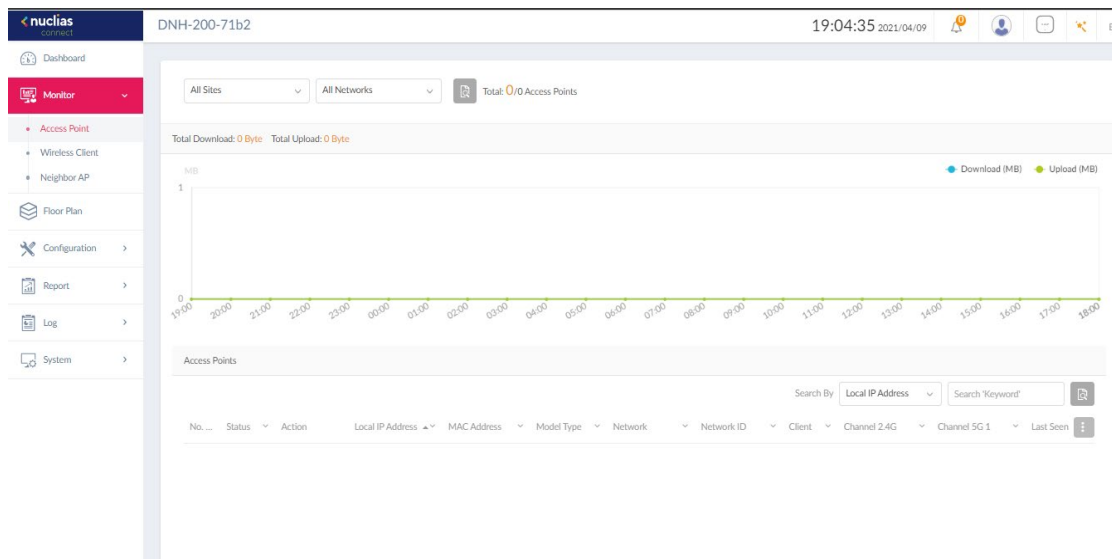 nuclias
connect
DNH-200-71b2
19:04:35 2021/04/09
0
Dashboard
Monitor
Access Point
Wireless Client
Neighbor AP
Floor Plan
Configuration
Report
Log
System
All Sites
All Networks
Total: 0/0 Access Points
Total Download: 0 Byte Total Upload: 0 Byte
MB
Download (MB) Upload (MB)
1
0
19:00 20:00 21:00 22:00 23:00 00:00 01:00 02:00 03:00 04:00 05:00 06:00 07:00 08:00 09:00 10:00 11:00 12:00 13:00 14:00 15:00 16:00 17:00 18:00
Access Points
Search By Local IP Address Search 'Keyword'
No. ... Status Action Local IP Address MAC Address Model Type Network Network ID Client Channel 2.4G Channel 5G 1 Last Seen